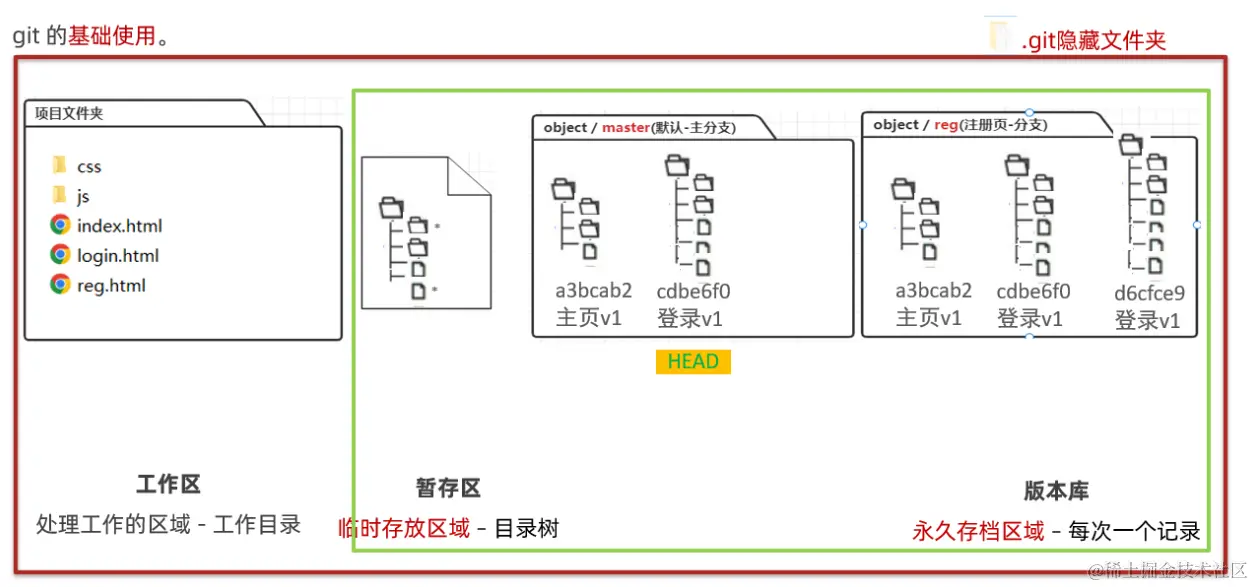 git 的基础使用。
.git隐藏文件夹
项目文件夹
css
js
index.html
login.html
reg.html
object / master(默认-主分支)
a3bcab2
主页v1
cdbe6f0
登录v1
HEAD
object / reg(注册页-分支)
a3bcab2
主页v1
cdbe6f0
登录v1
d6cfce9
登录v1
工作区
处理工作的区域 - 工作目录
暂存区
临时存放区域 - 目录树
版本库
永久存档区域 - 每次一个记录
@稀土掘金技术社区